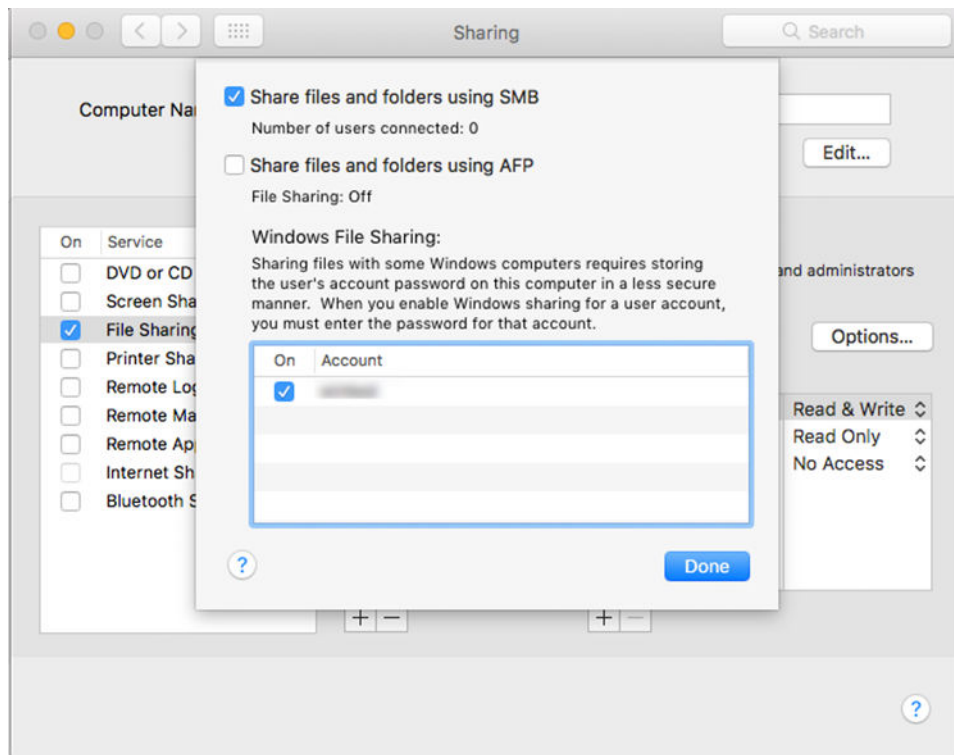 Sharing
Search
Computer Na
Edit...
Share files and folders using SMB
Number of users connected: 0
Share files and folders using AFP
File Sharing: Off
Windows File Sharing:
Sharing files with some Windows computers requires storing
the user's account password on this computer in a less secure
manner. When you enable Windows sharing for a user account,
you must enter the password for that account.
On Account
Done
On Service
DVD or CD
Screen Sha
File Sharing
Printer Sha
Remote Log
Remote Ma
Remote Ap
Internet Sh
Bluetooth S
and administrators
Options...
Read & Write
Read Only
No Access